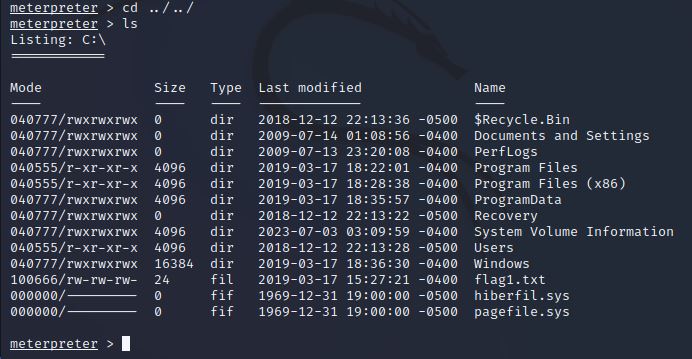 meterpreter > cd ../../
meterpreter > ls
Listing: C:\
============
Mode Size Type Last modified Name
---- ---- ---- ------------- ----
040777/rwxrwxrwx 0 dir 2018-12-12 22:13:36 -0500 $Recycle.Bin
040777/rwxrwxrwx 0 dir 2009-07-14 01:08:56 -0400 Documents and Settings
040777/rwxrwxrwx 0 dir 2009-07-13 23:20:08 -0400 PerfLogs
040555/r-xr-xr-x 4096 dir 2019-03-17 18:22:01 -0400 Program Files
040555/r-xr-xr-x 4096 dir 2019-03-17 18:28:38 -0400 Program Files (x86)
040777/rwxrwxrwx 4096 dir 2019-03-17 18:35:57 -0400 ProgramData
040777/rwxrwxrwx 0 dir 2018-12-12 22:13:22 -0500 Recovery
040777/rwxrwxrwx 4096 dir 2023-07-03 03:09:59 -0400 System Volume Information
040555/r-xr-xr-x 4096 dir 2018-12-12 22:13:28 -0500 Users
040777/rwxrwxrwx 16384 dir 2019-03-17 18:36:30 -0400 Windows
100666/rw-rw-rw- 24 fil 2019-03-17 15:27:21 -0400 flag1.txt
000000/--------- 0 fif 1969-12-31 19:00:00 -0500 hiberfil.sys
000000/--------- 0 fif 1969-12-31 19:00:00 -0500 pagefile.sys
meterpreter >